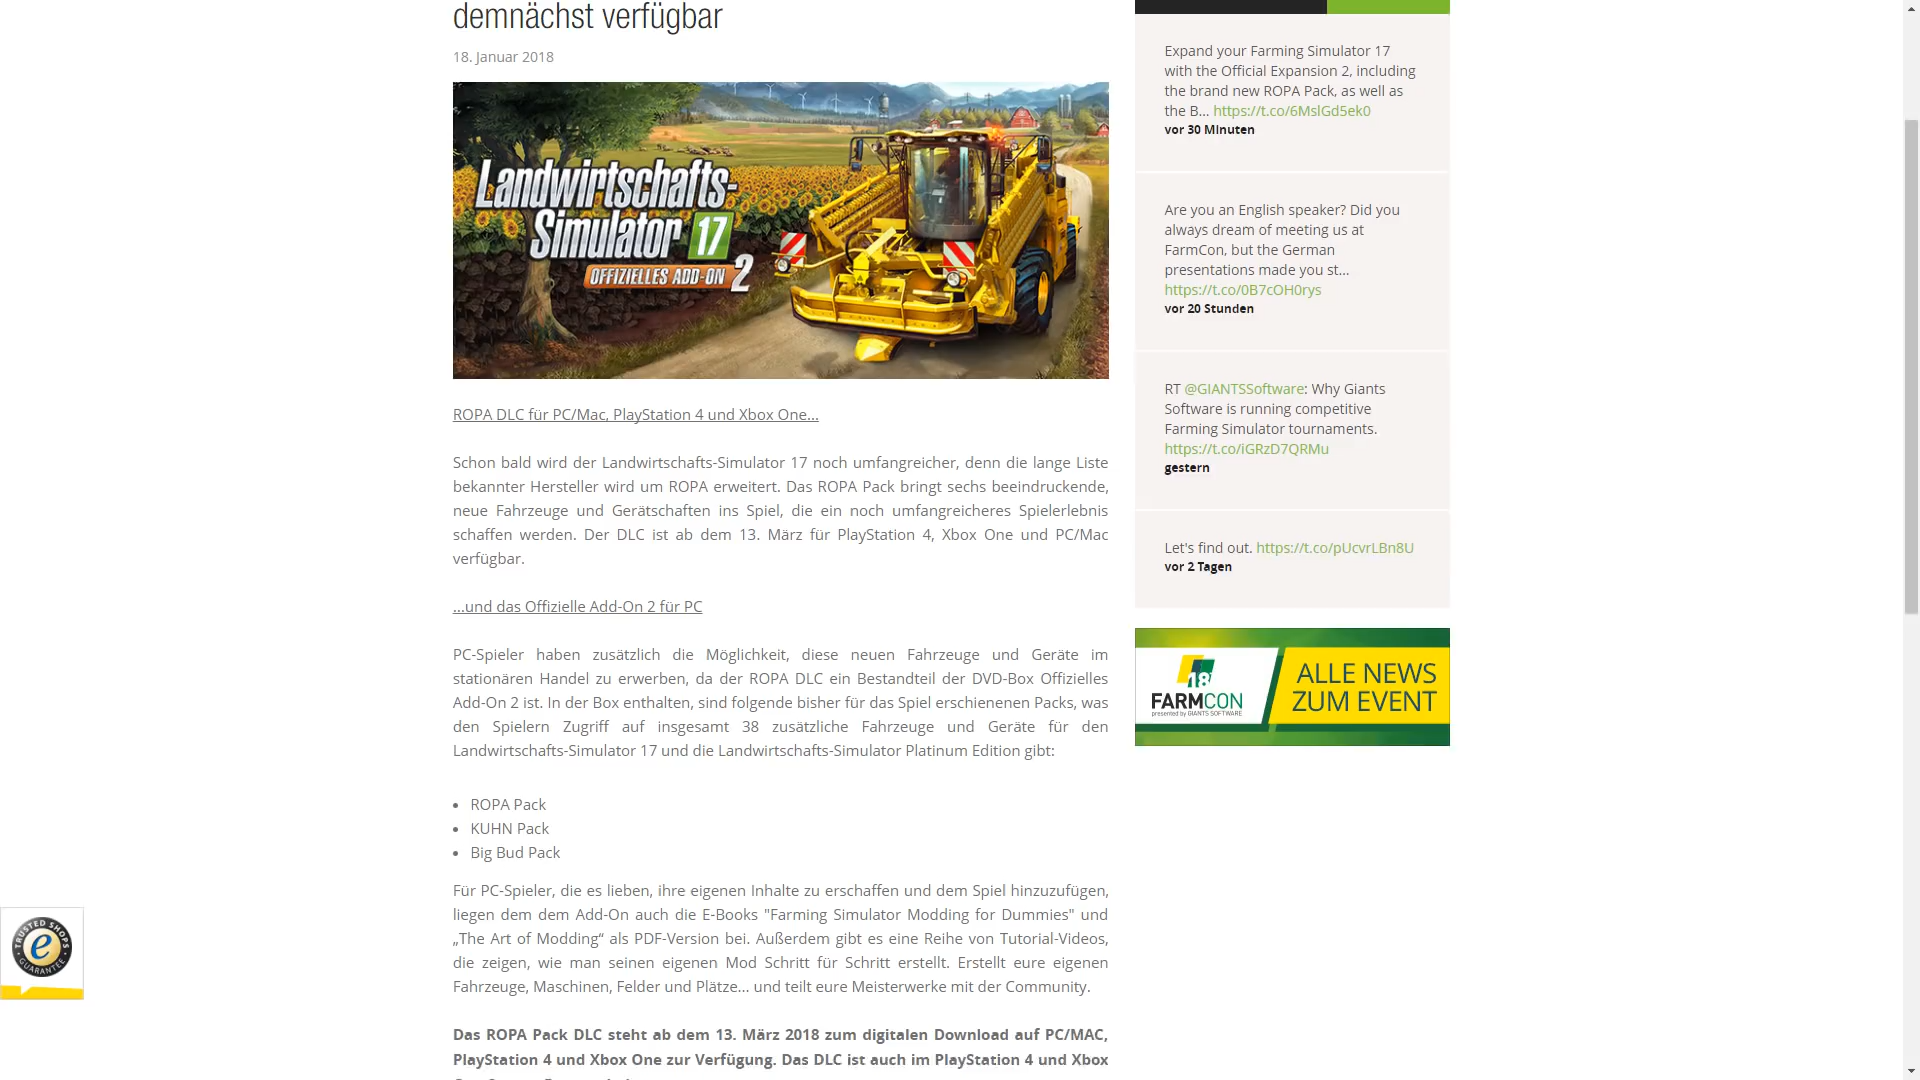 demnächst verfügbar
18. Januar 2018
Landwirtschafts-
Simulator 17
OFFIZIELLES ADD-ON 2
ROPA DLC für PC/Mac, PlayStation 4 und Xbox One...
Schon bald wird der Landwirtschafts-Simulator 17 noch umfangreicher, denn die lange Liste
bekannter Hersteller wird um ROPA erweitert. Das ROPA Pack bringt sechs beeindruckende,
neue Fahrzeuge und Gerätschaften ins Spiel, die ein noch umfangreicheres Spielerlebnis
schaffen werden. Der DLC ist ab dem 13. März für PlayStation 4, Xbox One und PC/Mac
verfügbar.
...und das Offizielle Add-On 2 für PC
PC-Spieler haben zusätzlich die Möglichkeit, diese neuen Fahrzeuge und Geräte im
stationären Handel zu erwerben, da der ROPA DLC ein Bestandteil der DVD-Box Offizielles
Add-On 2 ist. In der Box enthalten, sind folgende bisher für das Spiel erschienenen Packs, was
den Spielern Zugriff auf insgesamt 38 zusätzliche Fahrzeuge und Geräte für den
Landwirtschafts-Simulator 17 und die Landwirtschafts-Simulator Platinum Edition gibt:
• ROPA Pack
• KUHN Pack
• Big Bud Pack
Für PC-Spieler, die es lieben, ihre eigenen Inhalte zu erschaffen und dem Spiel hinzuzufügen,
liegen dem dem Add-On auch die E-Books "Farming Simulator Modding for Dummies" und
„The Art of Modding“ als PDF-Version bei. Außerdem gibt es eine Reihe von Tutorial-Videos,
die zeigen, wie man seinen eigenen Mod Schritt für Schritt erstellt. Erstellt eure eigenen
Fahrzeuge, Maschinen, Felder und Plätze... und teilt eure Meisterwerke mit der Community.
Das ROPA Pack DLC steht ab dem 13. März 2018 zum digitalen Download auf PC/MAC,
PlayStation 4 und Xbox One zur Verfügung. Das DLC ist auch im PlayStation 4 und Xbox
Expand your Farming Simulator 17
with the Official Expansion 2, including
the brand new ROPA Pack, as well as
the B... https://t.co/6MslGd5ek0
vor 30 Minuten
Are you an English speaker? Did you
always dream of meeting us at
FarmCon, but the German
presentations made you st...
https://t.co/0B7cOH0rys
vor 20 Stunden
RT @GIANTSSoftware: Why Giants
Software is running competitive
Farming Simulator tournaments.
https://t.co/iGRzD7QRMu
gestern
Let's find out. https://t.co/pUcvrLBn8U
vor 2 Tagen
18
FARMCON
presented by GIANTS SOFTWARE
ALLE NEWS
ZUM EVENT
TRUSTED SHOPS
e
GUARANTEE